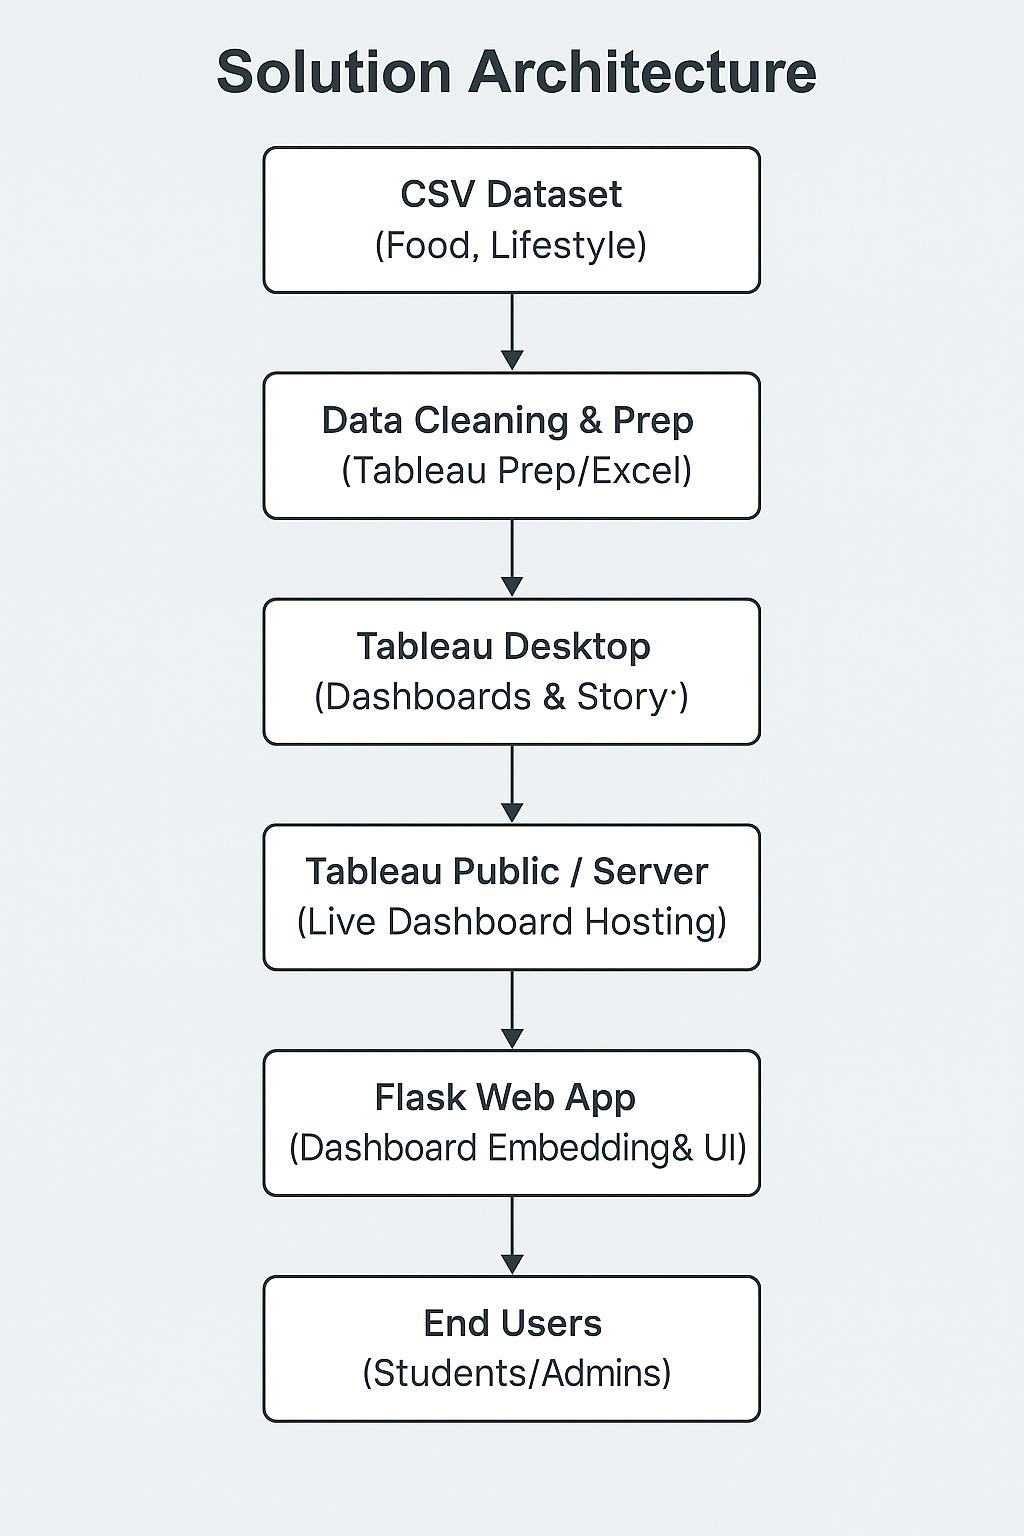 Solution Architecture
CSV Dataset
(Food, Lifestyle)
Data Cleaning & Prep
(Tableau Prep/Excel)
Tableau Desktop
(Dashboards & Story·)
Tableau Public / Server
(Live Dashboard Hosting)
Flask Web App
(Dashboard Embedding& UI)
End Users
(Students/Admins)